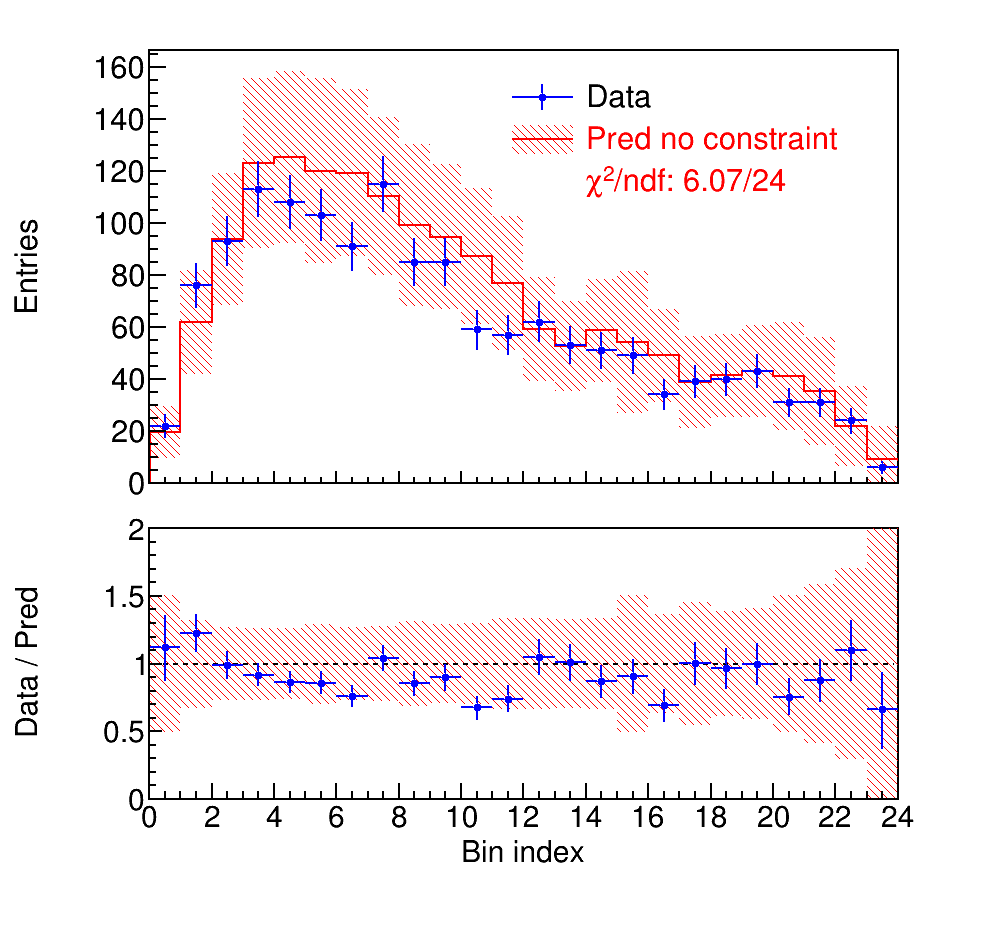 160
140
120
100
80
60
40
20
0
Entries
Data
Pred no constraint
χ²/ndf: 6.07/24
2
1.5
1
0.5
0
Data / Pred
0 2 4 6 8 10 12 14 16 18 20 22 24
Bin index